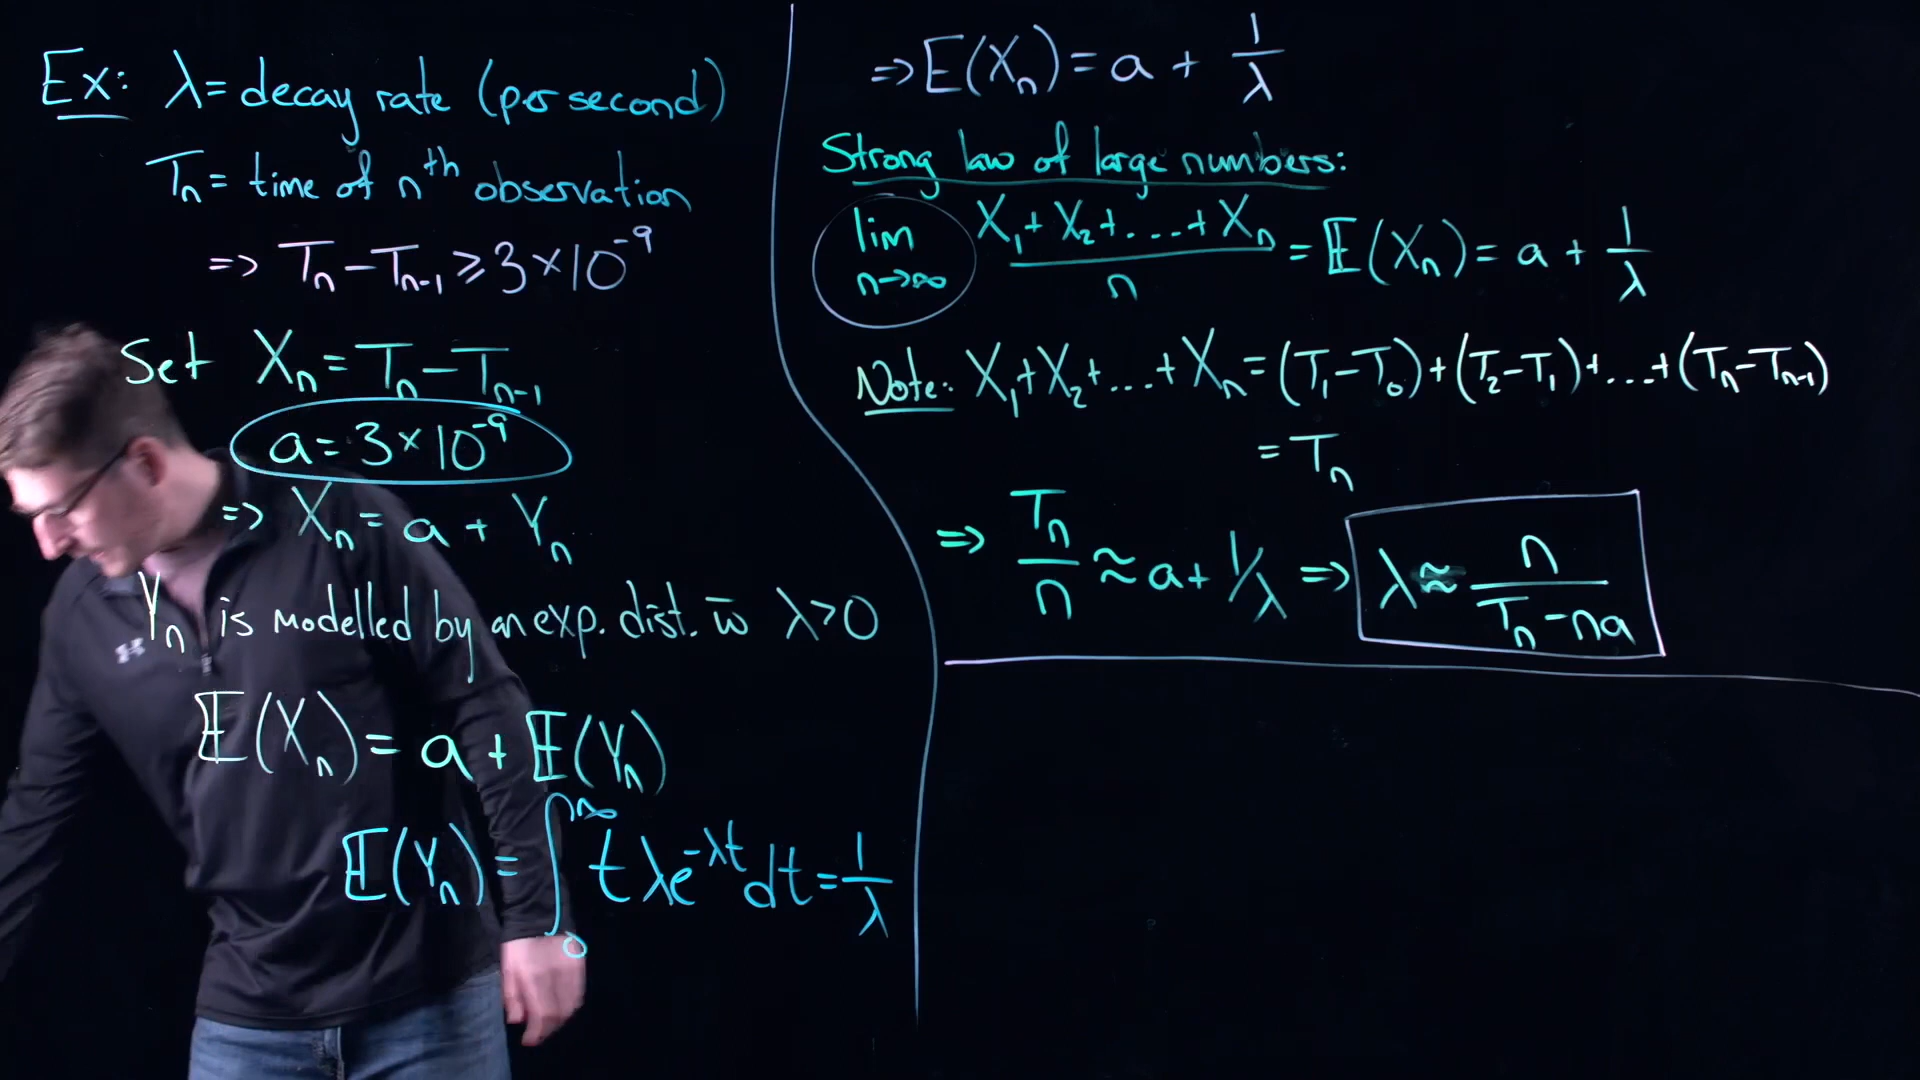 Ex: λ = decay rate (per second)
Tₙ = time of nᵗʰ observation
=> Tₙ − Tₙ₋₁ ≥ 3 × 10⁻⁹
Set Xₙ = Tₙ − Tₙ₋₁
a = 3 × 10⁻⁹
=> Xₙ = a + Yₙ
Yₙ is modelled by an exp. dist. w̄ λ > 0
𝔼(Xₙ) = a + 𝔼(Yₙ)
𝔼(Yₙ) = ∫₀^∞ t λe^(-λt) dt = 1/λ
=> E(Xₙ) = a + 1/λ
Strong law of large numbers:
lim n→∞ (X₁ + X₂ + .... + Xₙ)/n = 𝔼(Xₙ) = a + 1/λ
Note: X₁ + X₂ + .... + Xₙ = (T₁ − T₀) + (T₂ − T₁) + .... + (Tₙ − Tₙ₋₁)
= Tₙ
=> Tₙ/n ≈ a + 1/λ => λ ≈ n/(Tₙ − na)